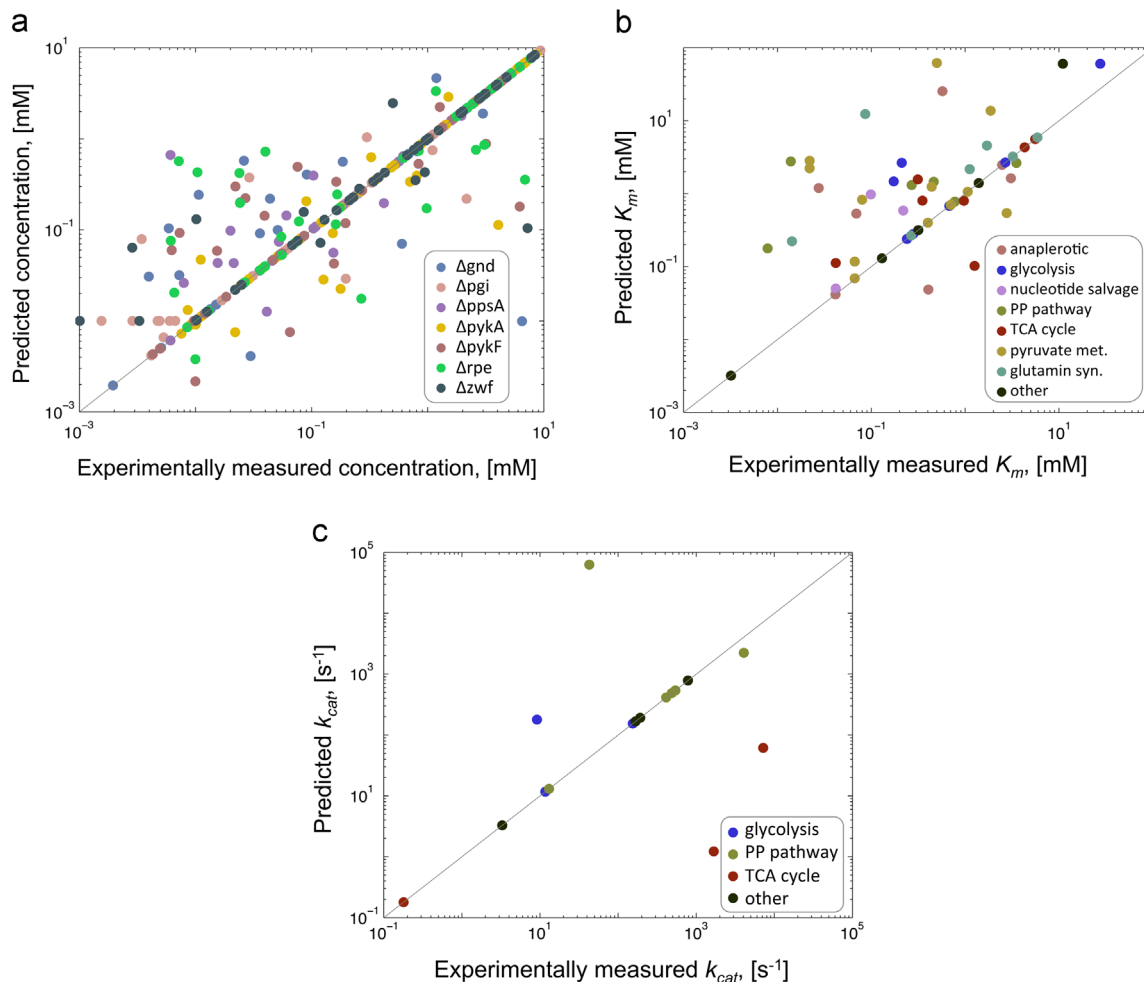 a
Predicted concentration, [mM]
10¹
10⁻¹
10⁻³
10⁻³
10⁻¹
10¹
Experimentally measured concentration, [mM]
Δgnd
Δpgi
ΔppsA
ΔpykA
ΔpykF
Δrpe
Δzwf
b
Predicted Kₘ, [mM]
10¹
10⁻¹
10⁻³
10⁻³
10⁻¹
10¹
Experimentally measured Kₘ, [mM]
anaplerotic
glycolysis
nucleotide salvage
PP pathway
TCA cycle
pyruvate met.
glutamin syn.
other
c
Predicted k_cat, [s⁻¹]
10⁵
10³
10¹
10⁻¹
10⁻¹
10¹
10³
10⁵
Experimentally measured k_cat, [s⁻¹]
glycolysis
PP pathway
TCA cycle
other